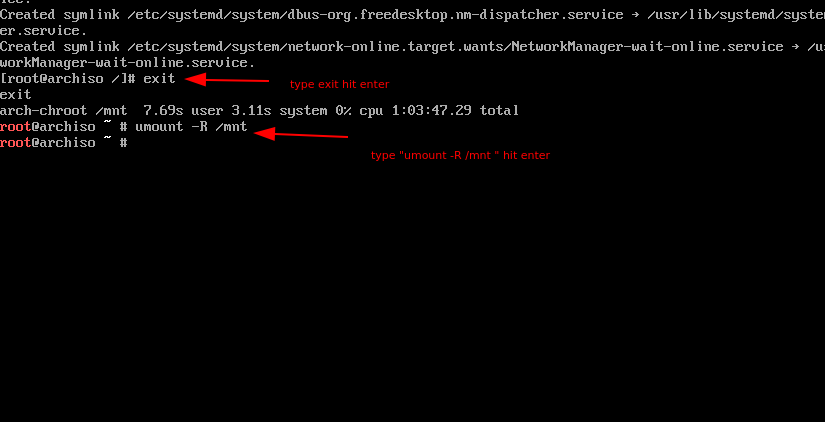 ice.
Created symlink /etc/systemd/system/dbus-org.freedesktop.nm-dispatcher.service → /usr/lib/systemd/system
er.service.
Created symlink /etc/systemd/system/network-online.target.wants/NetworkManager-wait-online.service → /us
workManager-wait-online.service.
[root@archiso /]# exit
type exit hit enter
exit
arch-chroot /mnt  7.69s user 3.11s system 0% cpu 1:03:47.29 total
root@archiso ~ # umount -R /mnt
root@archiso ~ #
type "umount -R /mnt " hit enter